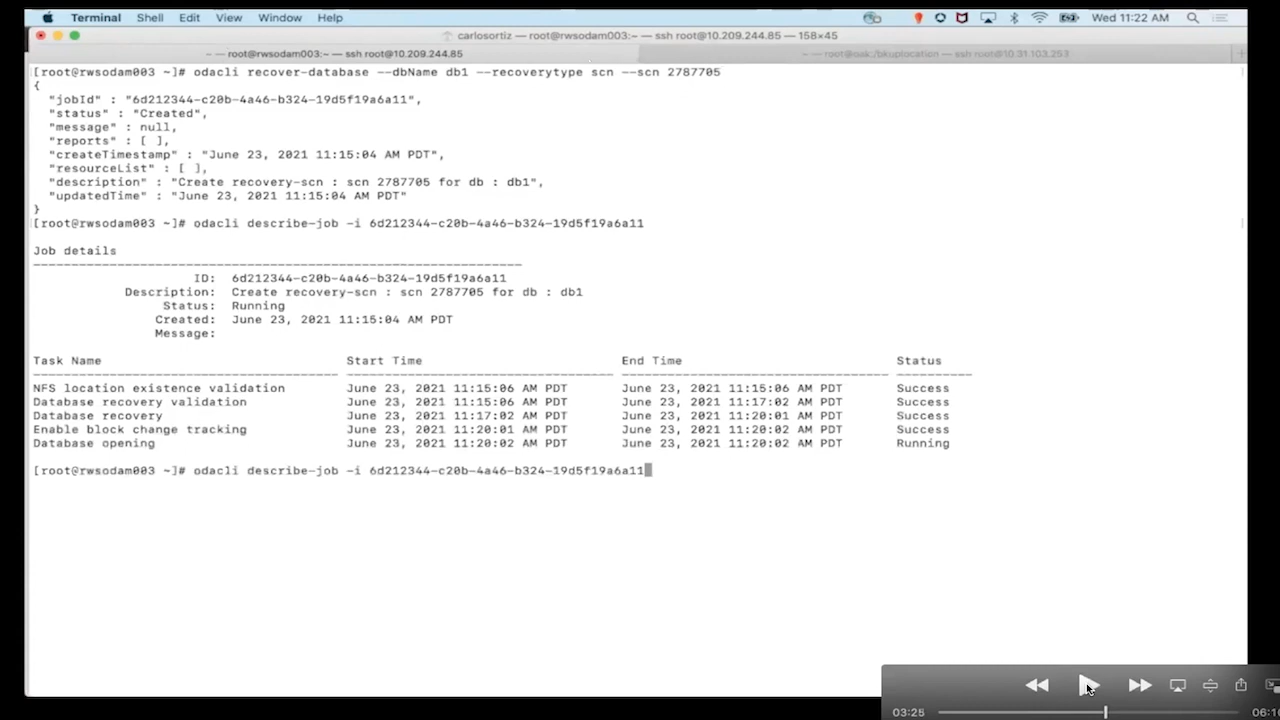 Terminal Shell Edit View Window Help Wed 11:22 AM
carlosortiz — root@rwsodam003:~ — ssh root@10.209.244.85 — 158×45
~ — root@rwsodam003:~ — ssh root@10.209.244.85 ~ — root@oak:/bkuplocation — ssh root@10.31.103.253
[root@rwsodam003 ~]# odacli recover-database --dbName db1 --recoverytype scn --scn 2787705
{
"jobId" : "6d212344-c20b-4a46-b324-19d5f19a6a11",
"status" : "Created",
"message" : null,
"reports" : [ ],
"createTimestamp" : "June 23, 2021 11:15:04 AM PDT",
"resourceList" : [ ],
"description" : "Create recovery-scn : scn 2787705 for db : db1",
"updatedTime" : "June 23, 2021 11:15:04 AM PDT"
}
[root@rwsodam003 ~]# odacli describe-job -i 6d212344-c20b-4a46-b324-19d5f19a6a11
Job details
ID: 6d212344-c20b-4a46-b324-19d5f19a6a11
Description: Create recovery-scn : scn 2787705 for db : db1
Status: Running
Created: June 23, 2021 11:15:04 AM PDT
Message:
Task Name Start Time End Time Status
NFS location existence validation June 23, 2021 11:15:06 AM PDT June 23, 2021 11:15:06 AM PDT Success
Database recovery validation June 23, 2021 11:15:06 AM PDT June 23, 2021 11:17:02 AM PDT Success
Database recovery June 23, 2021 11:17:02 AM PDT June 23, 2021 11:20:01 AM PDT Success
Enable block change tracking June 23, 2021 11:20:01 AM PDT June 23, 2021 11:20:02 AM PDT Success
Database opening June 23, 2021 11:20:02 AM PDT June 23, 2021 11:20:02 AM PDT Running
[root@rwsodam003 ~]# odacli describe-job -i 6d212344-c20b-4a46-b324-19d5f19a6a11
03:25